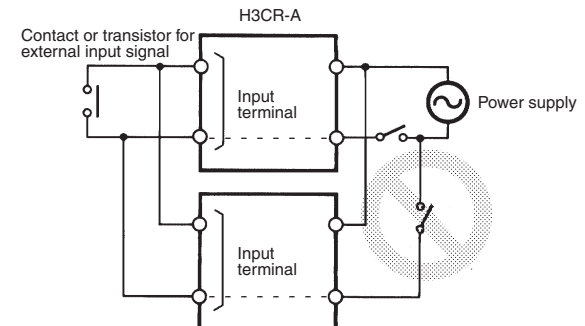 H3CR-A
Contact or transistor for
external input signal
Input
terminal
Power supply
Input
terminal